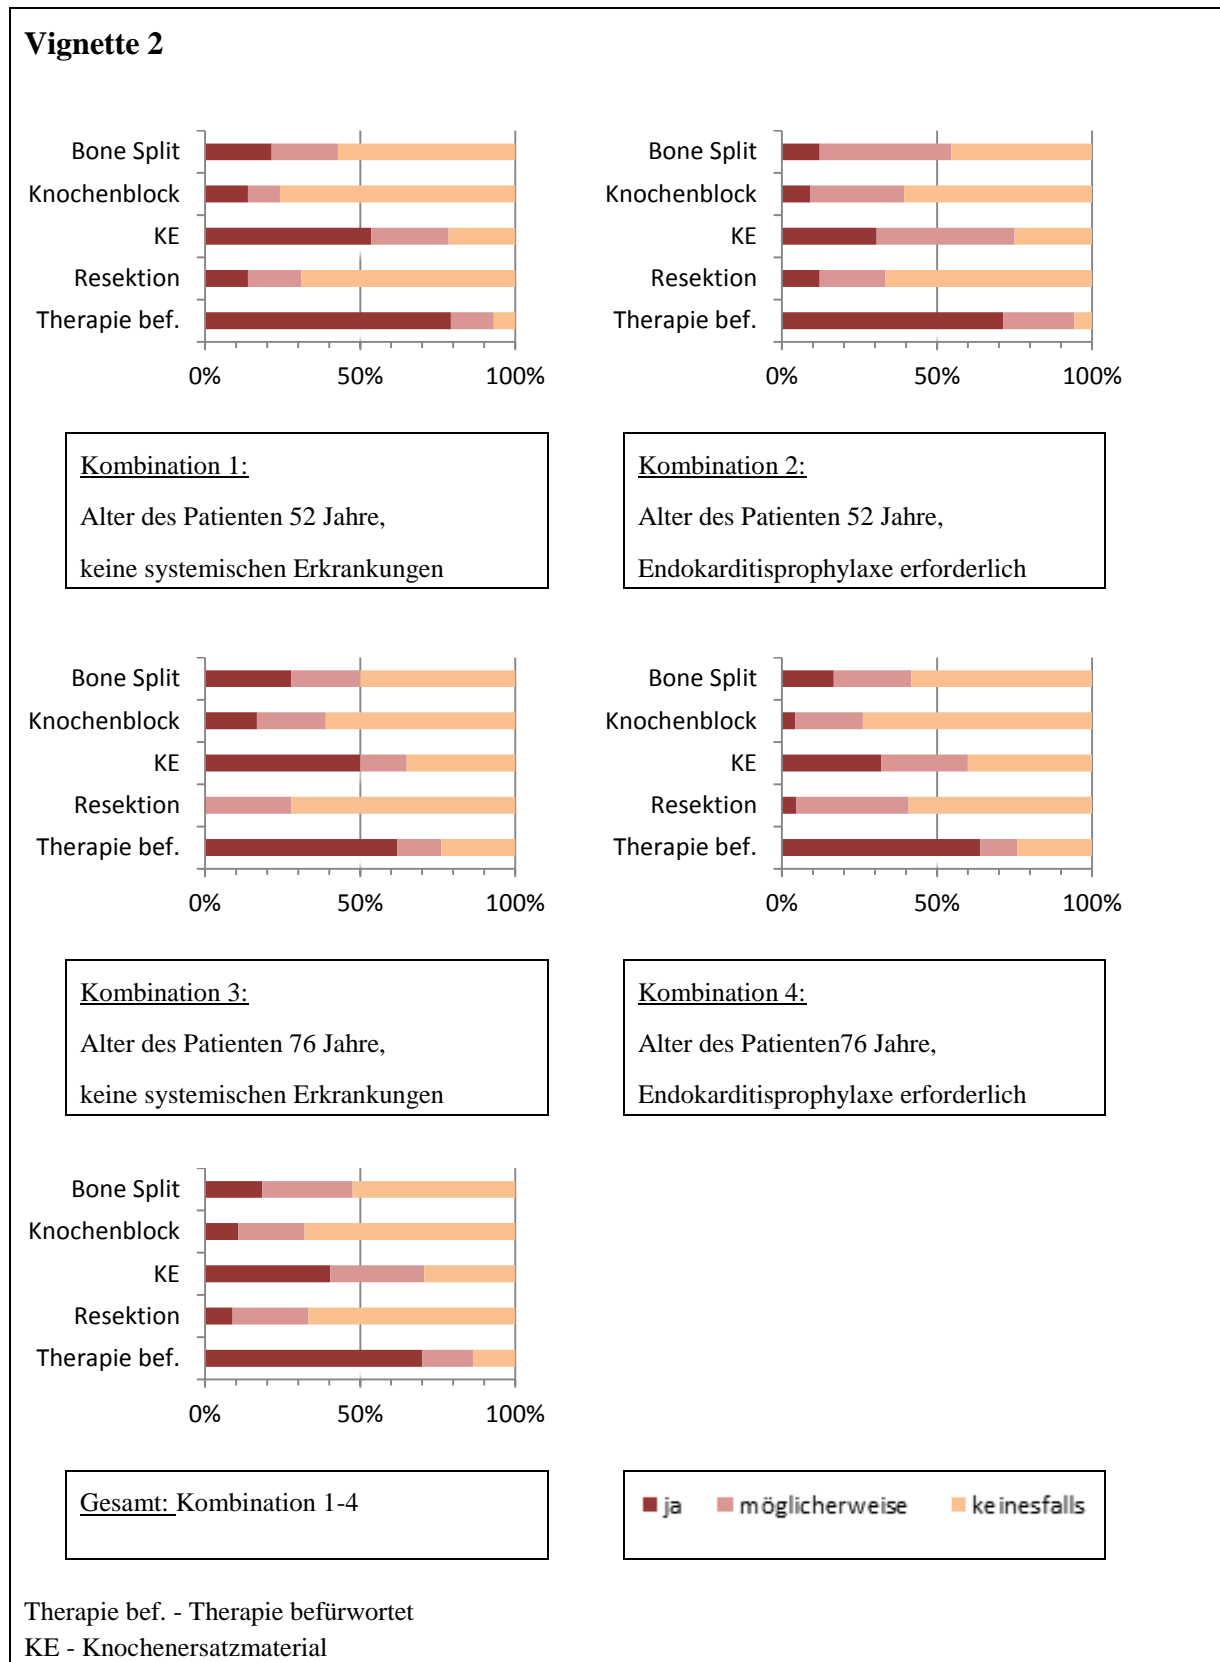 Vignette 2
Bone Split
Knochenblock
KE
Resektion
Therapie bef.
0% 50% 100%
Bone Split
Knochenblock
KE
Resektion
Therapie bef.
0% 50% 100%
Kombination 1:
Alter des Patienten 52 Jahre,
keine systemischen Erkrankungen
Kombination 2:
Alter des Patienten 52 Jahre,
Endokarditisprophylaxe erforderlich
Bone Split
Knochenblock
KE
Resektion
Therapie bef.
0% 50% 100%
Bone Split
Knochenblock
KE
Resektion
Therapie bef.
0% 50% 100%
Kombination 3:
Alter des Patienten 76 Jahre,
keine systemischen Erkrankungen
Kombination 4:
Alter des Patienten76 Jahre,
Endokarditisprophylaxe erforderlich
Bone Split
Knochenblock
KE
Resektion
Therapie bef.
0% 50% 100%
Gesamt: Kombination 1-4
ja möglicherweise keinesfalls
Therapie bef. - Therapie befürwortet
KE - Knochenersatzmaterial